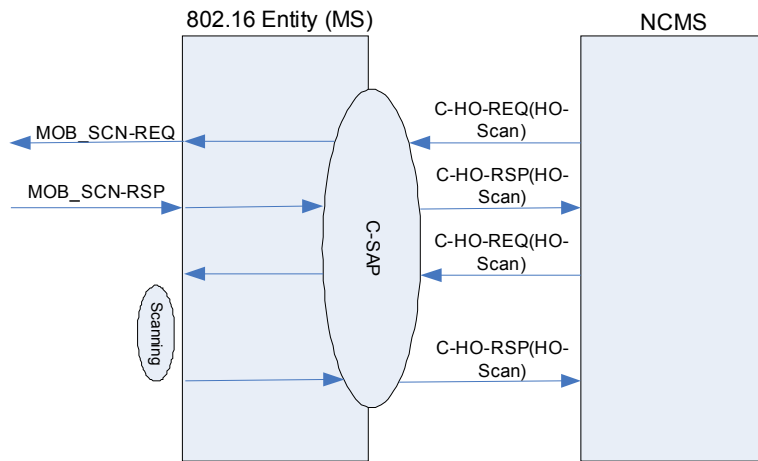 802.16 Entity (MS)
NCMS
C-HO-REQ(HO-
Scan)
MOB_SCN-REQ
C-HO-RSP(HO-
Scan)
MOB_SCN-RSP
C-HO-REQ(HO-
Scan)
C-SAP
Scanning
C-HO-RSP(HO-
Scan)